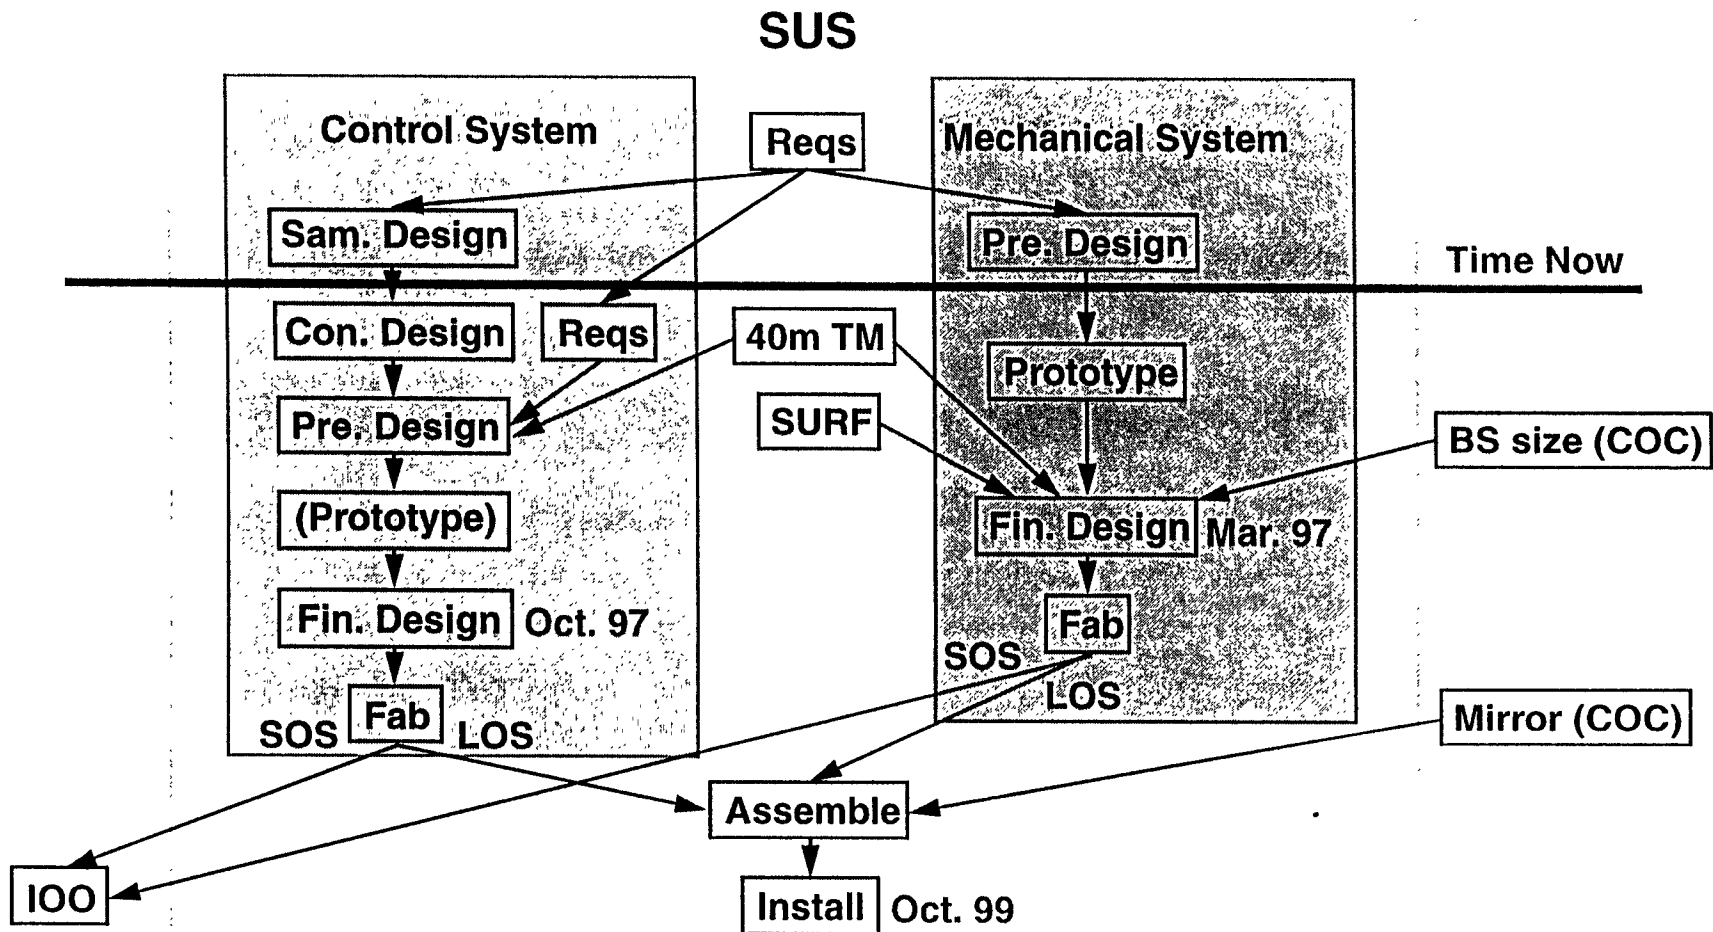 SUS
Control System
Reqs
Mechanical System
Sam. Design
Pre. Design
Time Now
Con. Design
Reqs
40m TM
Prototype
Pre. Design
SURF
BS size (COC)
(Prototype)
Fin. Design Mar. 97
Fin. Design Oct. 97
Fab
SOS
LOS
Fab
SOS
LOS
Mirror (COC)
Assemble
IOO
Install Oct. 99